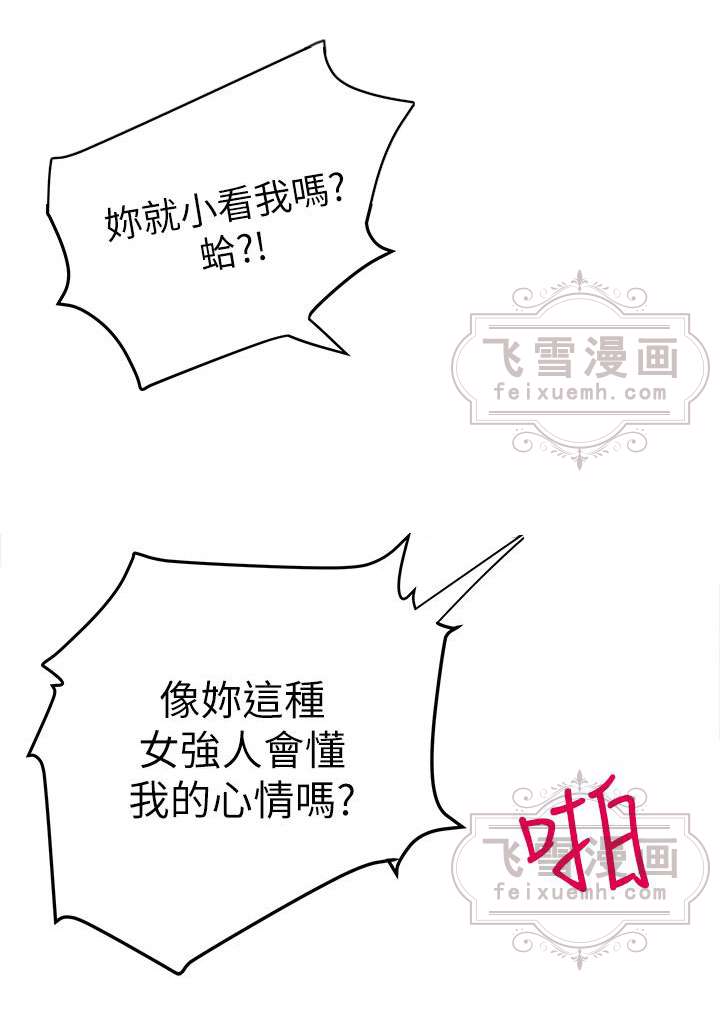 妳就小看我嗎?
蛤?!
飞雪漫画
feixuemh.com
像妳這種
女強人會懂
我的心情嗎?
啪
飞雪漫画
feixuemh.com